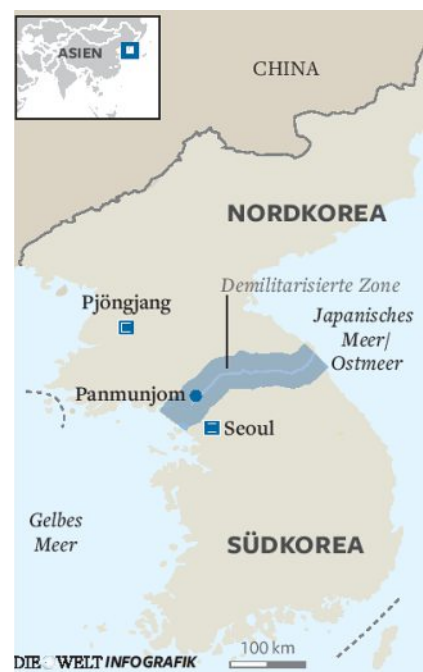 ASIEN
CHINA
NORDKOREA
Demilitarisierte Zone
Pjöngjang
Japanisches
Meer/
Ostmeer
Panmunjom
Seoul
Gelbes
Meer
SÜDKOREA
100 km
DIE WELT INFOGRAFIK